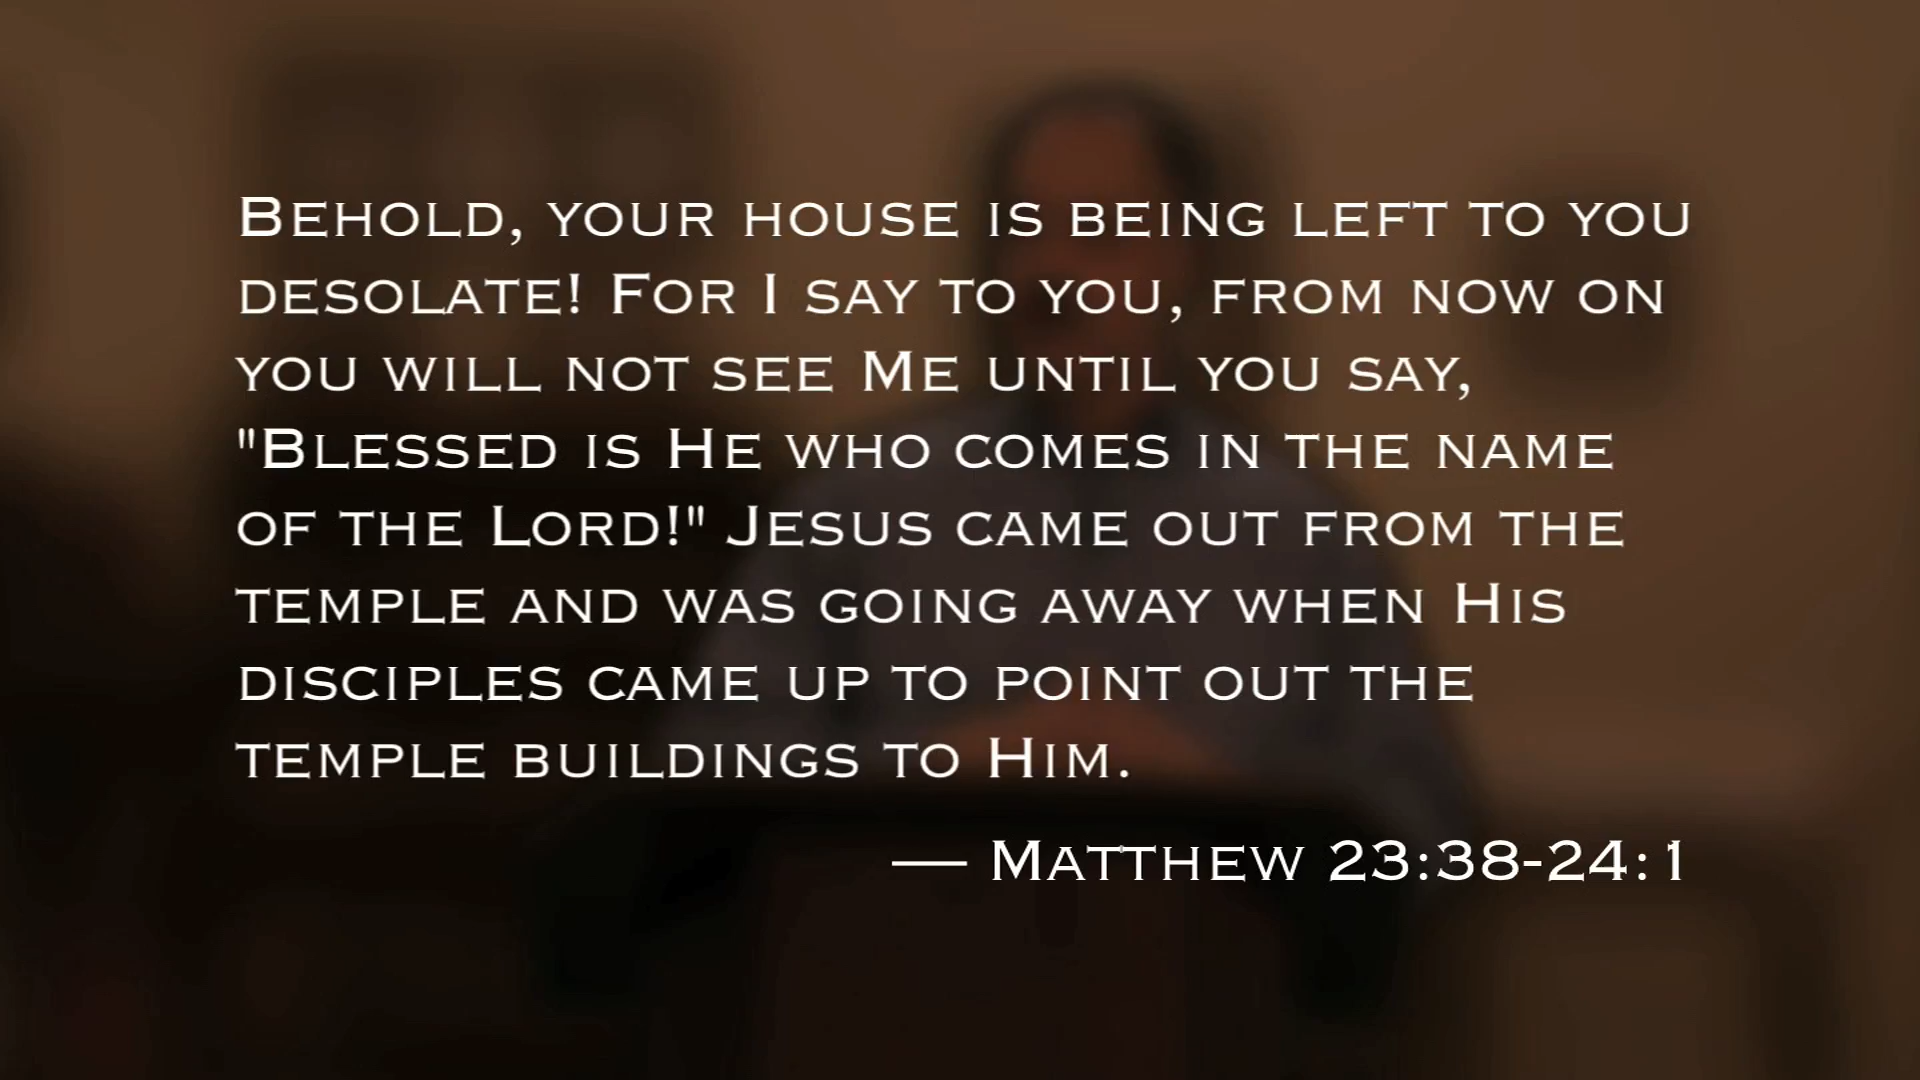 Behold, your house is being left to you
desolate! For I say to you, from now on
you will not see Me until you say,
"Blessed is He who comes in the name
of the Lord!" Jesus came out from the
temple and was going away when His
disciples came up to point out the
temple buildings to Him.
— Matthew 23:38-24:1